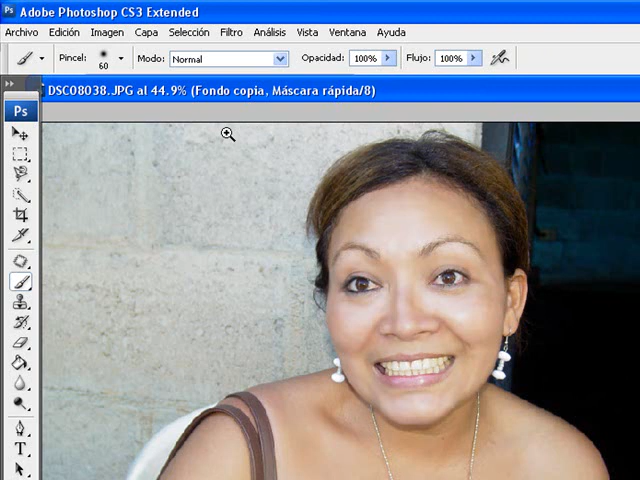 Ps Adobe Photoshop CS3 Extended
Archivo Edición Imagen Capa Selección Filtro Análisis Vista Ventana Ayuda
Pincel: 60 Modo: Normal Opacidad: 100% Flujo: 100%
DSC08038.JPG al 44.9% (Fondo copia, Máscara rápida/8)
Ps
T